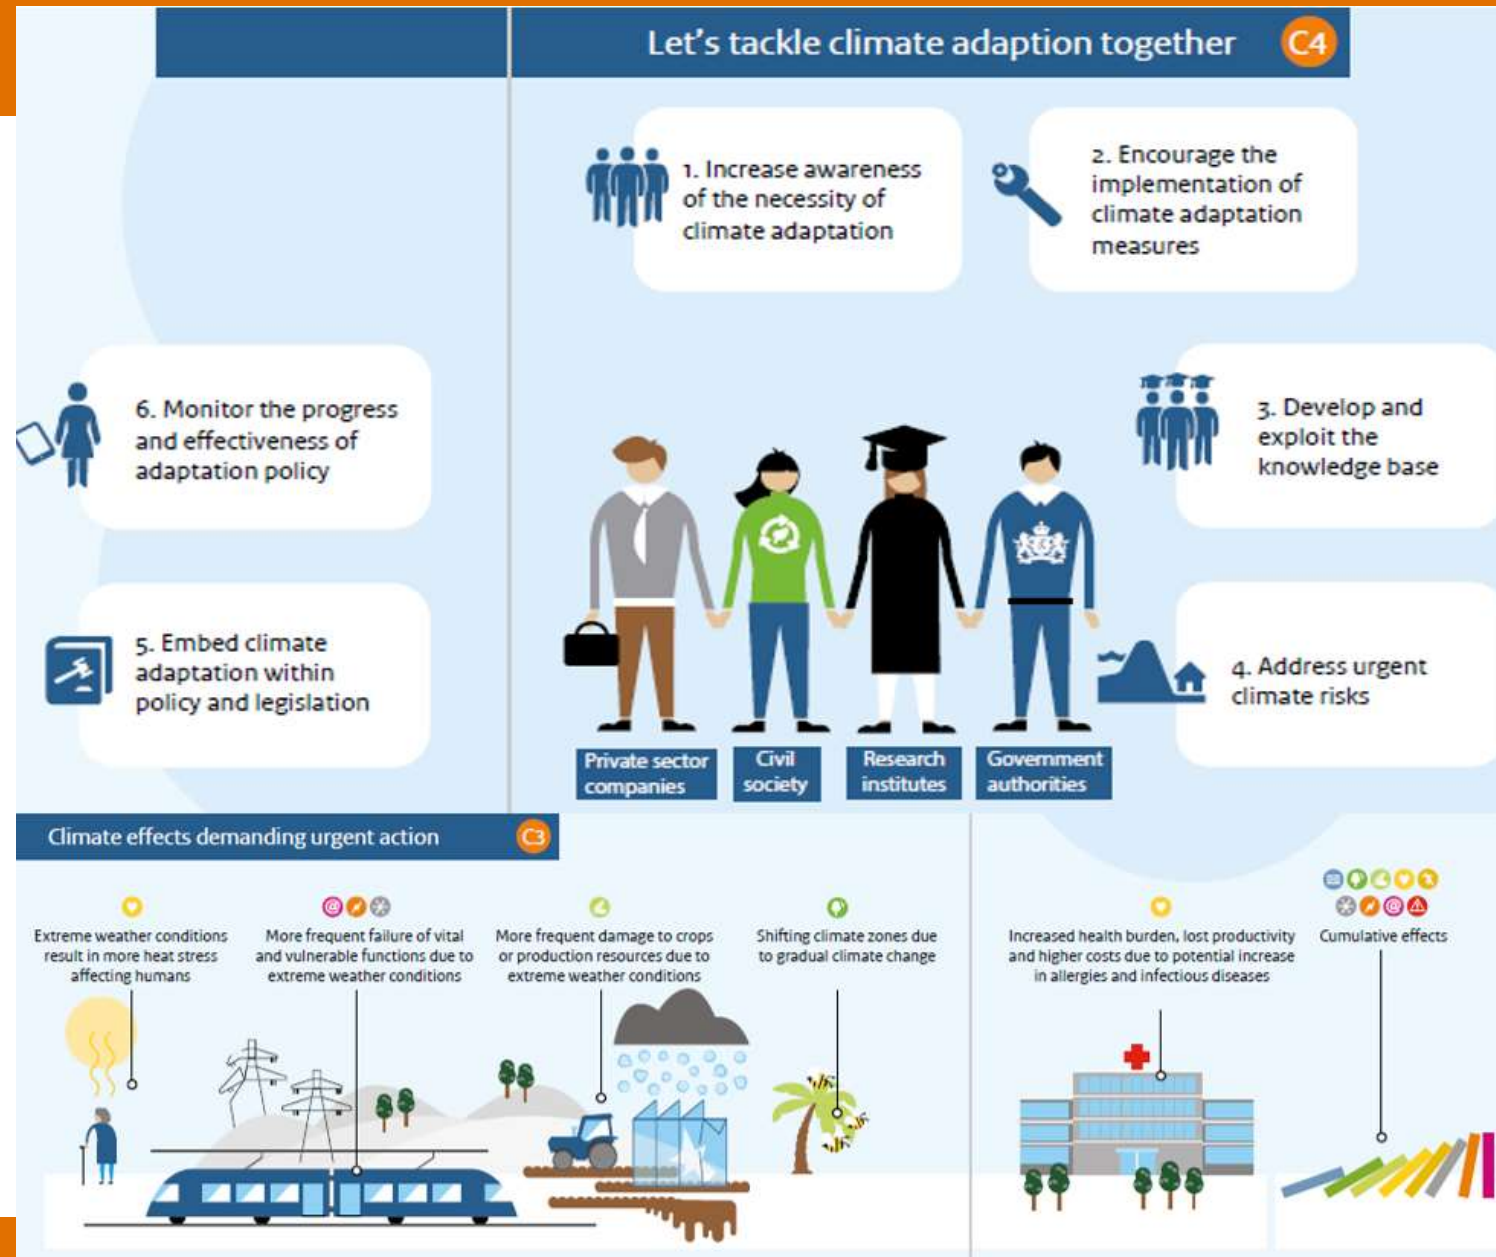 Let's tackle climate adaption together
C4
1. Increase awareness
of the necessity of
climate adaptation
2. Encourage the
implementation of
climate adaptation
measures
3. Develop and
exploit the
knowledge base
4. Address urgent
climate risks
5. Embed climate
adaptation within
policy and legislation
6. Monitor the progress
and effectiveness of
adaptation policy
Private sector
companies
Civil
society
Research
institutes
Government
authorities
Climate effects demanding urgent action
C3
Extreme weather conditions
result in more heat stress
affecting humans
More frequent failure of vital
and vulnerable functions due to
extreme weather conditions
More frequent damage to crops
or production resources due to
extreme weather conditions
Shifting climate zones due
to gradual climate change
Increased health burden, lost productivity
and higher costs due to potential increase
in allergies and infectious diseases
Cumulative effects